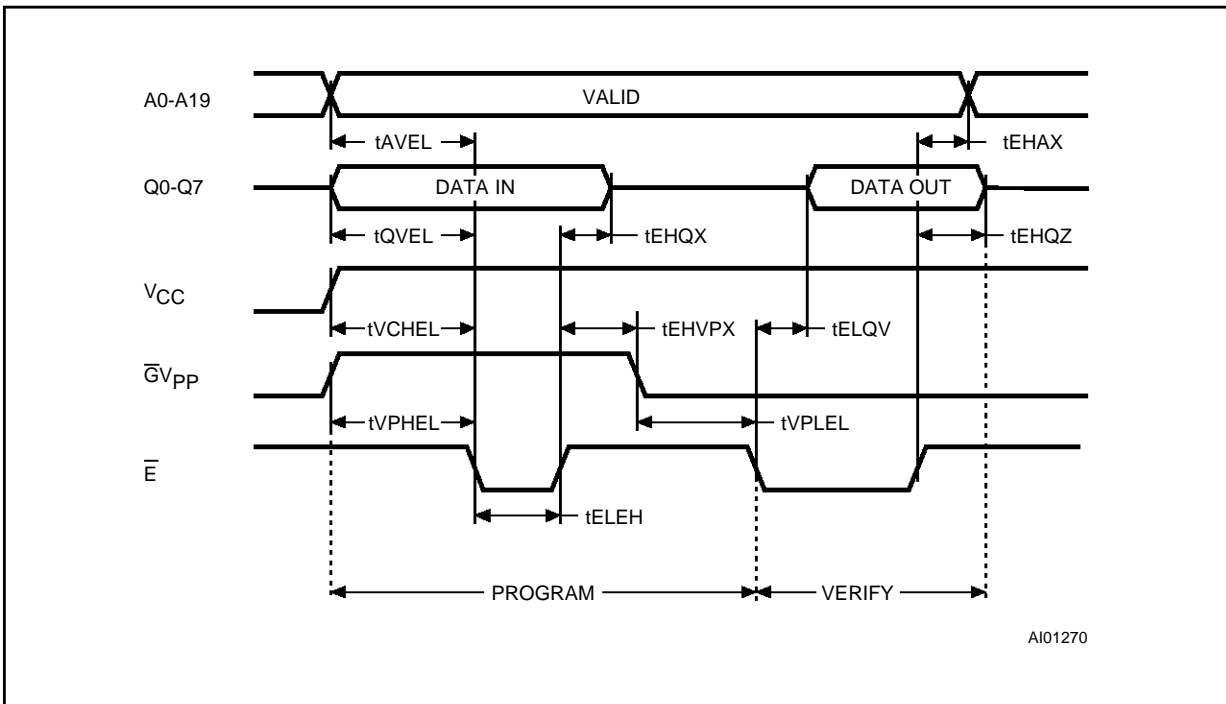 A0-A19
VALID
tAVEL
tEHAX
Q0-Q7
DATA IN
DATA OUT
tQVEL
tEHQX
tEHQZ
VCC
tVCHEL
tEHVPX
tELQV
G̅VPP
tVPHEL
tVPLEL
E̅
tELEH
PROGRAM
VERIFY
AI01270